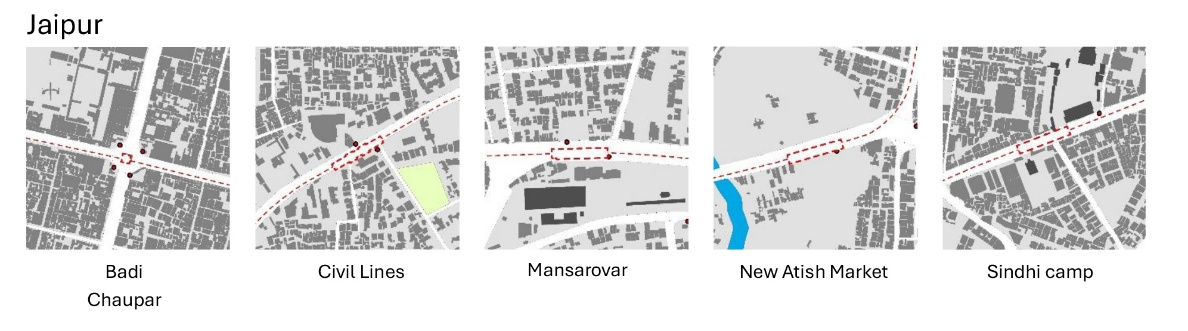 Jaipur
Badi
Chaupar
Civil Lines
Mansarovar
New Atish Market
Sindhi camp